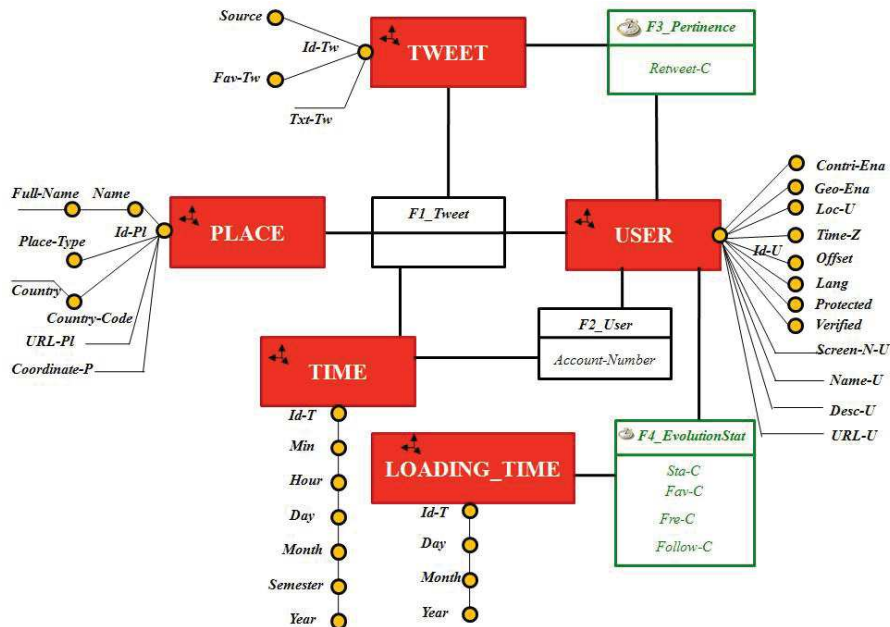 Source
Id-Tw
TWEET
Fav-Tw
Txt-Tw
F3_Pertinence
Retweet-C
Full-Name
Name
Id-Pl
PLACE
Place-Type
Country
Country-Code
URL-Pl
Coordinate-P
F1_Tweet
USER
Id-U
Contri-Ena
Geo-Ena
Loc-U
Time-Z
Offset
Lang
Protected
Verified
Screen-N-U
Name-U
Desc-U
URL-U
F2_User
Account-Number
TIME
Id-T
Min
Hour
Day
Month
Semester
Year
LOADING_TIME
Id-T
Day
Month
Year
F4_EvolutionStat
Sta-C
Fav-C
Fre-C
Follow-C